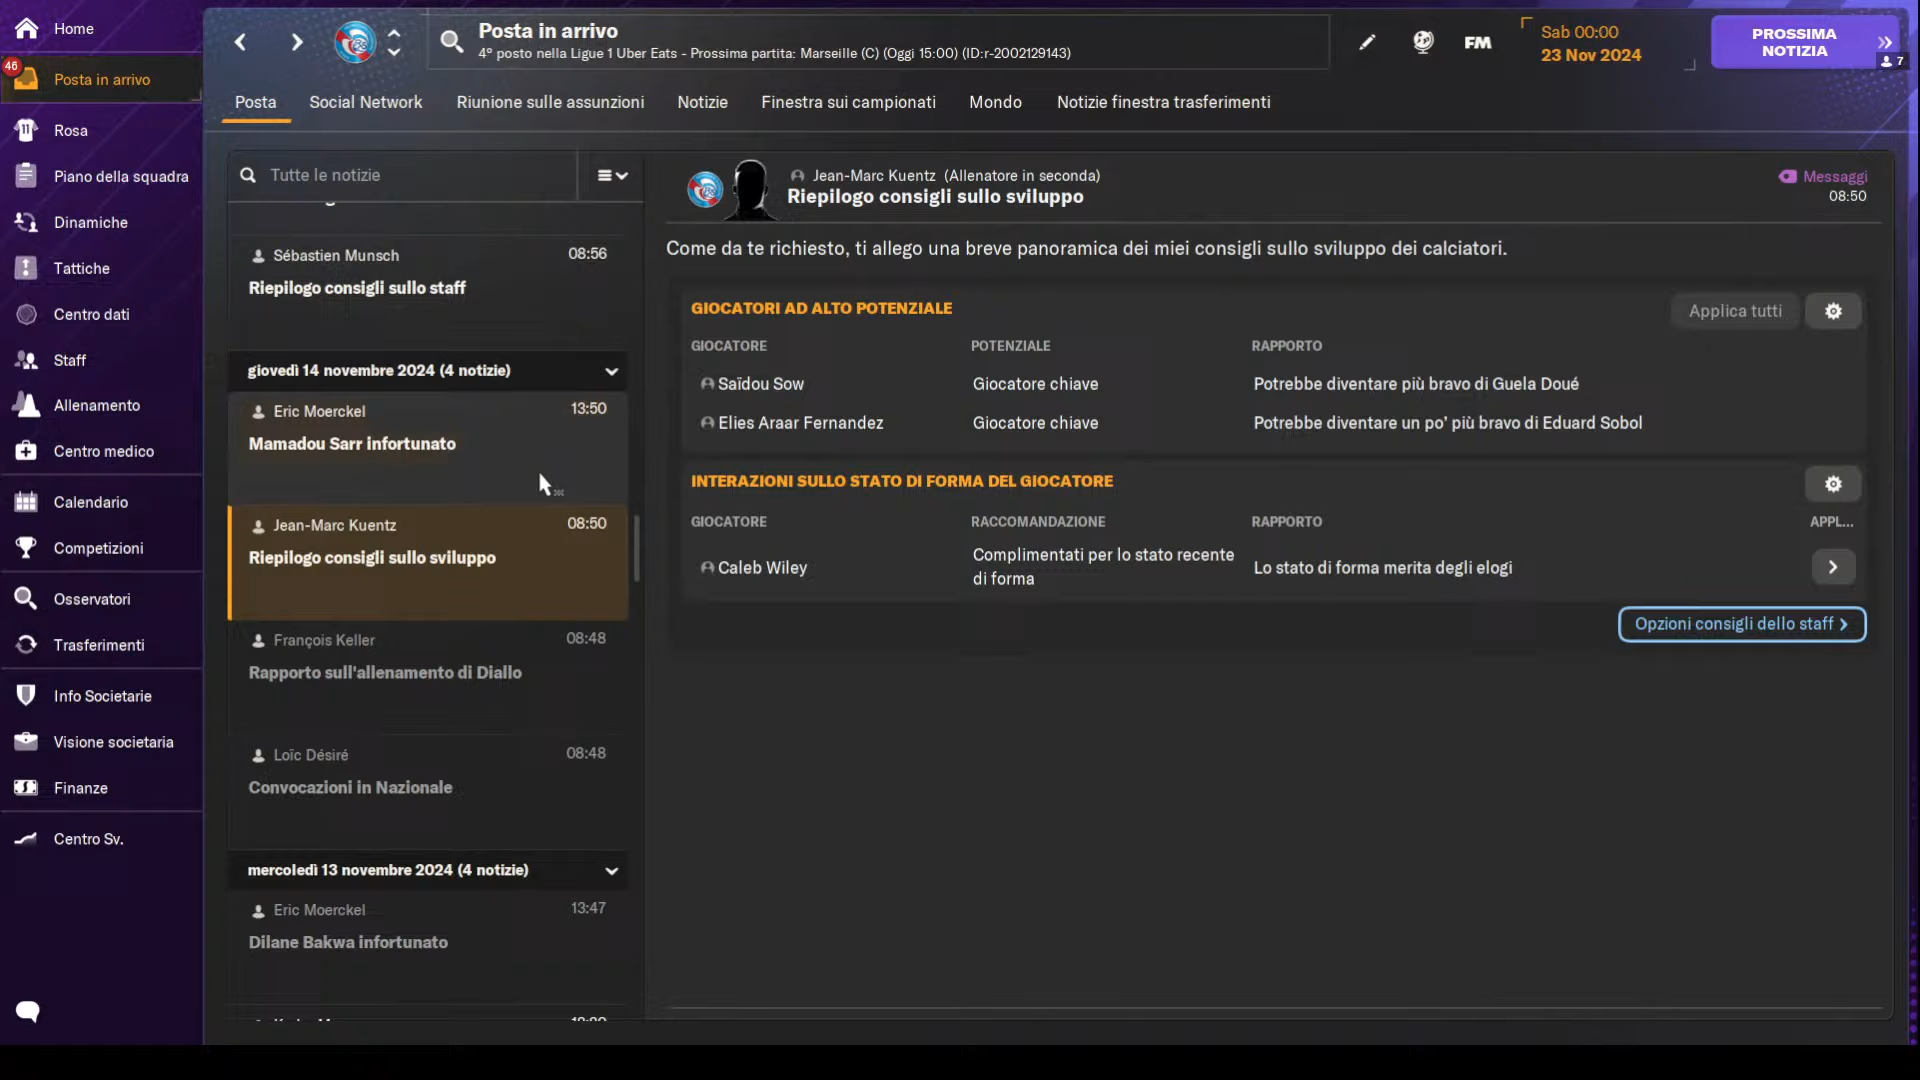 Home
46
Posta in arrivo
Rosa
Piano della squadra
Dinamiche
Tattiche
Centro dati
Staff
Allenamento
Centro medico
Calendario
Competizioni
Osservatori
Trasferimenti
Info Societarie
Visione societaria
Finanze
Centro Sv.
Posta in arrivo
4° posto nella Ligue 1 Uber Eats - Prossima partita: Marseille (C) (Oggi 15:00) (ID:r-2002129143)
FM
Sab 00:00
23 Nov 2024
PROSSIMA
NOTIZIA
7
Posta Social Network Riunione sulle assunzioni Notizie Finestra sui campionati Mondo Notizie finestra trasferimenti
Tutte le notizie
Sébastien Munsch 08:56
Riepilogo consigli sullo staff
giovedì 14 novembre 2024 (4 notizie)
Eric Moerckel 13:50
Mamadou Sarr infortunato
Jean-Marc Kuentz 08:50
Riepilogo consigli sullo sviluppo
François Keller 08:48
Rapporto sull'allenamento di Diallo
Loïc Désiré 08:48
Convocazioni in Nazionale
mercoledì 13 novembre 2024 (4 notizie)
Eric Moerckel 13:47
Dilane Bakwa infortunato
Jean-Marc Kuentz (Allenatore in seconda)
Riepilogo consigli sullo sviluppo
Messaggi
08:50
Come da te richiesto, ti allego una breve panoramica dei miei consigli sullo sviluppo dei calciatori.
GIOCATORI AD ALTO POTENZIALE
Applica tutti
GIOCATORE POTENZIALE RAPPORTO
Saïdou Sow Giocatore chiave Potrebbe diventare più bravo di Guela Doué
Elies Araar Fernandez Giocatore chiave Potrebbe diventare un po' più bravo di Eduard Sobol
INTERAZIONI SULLO STATO DI FORMA DEL GIOCATORE
GIOCATORE RACCOMANDAZIONE RAPPORTO APPL...
Caleb Wiley Complimentati per lo stato recente
di forma Lo stato di forma merita degli elogi
Opzioni consigli dello staff